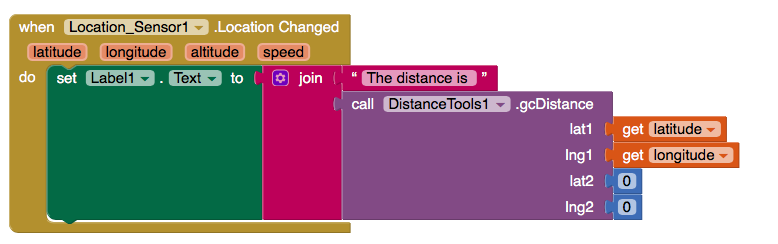 when Location_Sensor1 .Location Changed
latitude longitude altitude speed
do set Label1 . Text to join " The distance is "
call DistanceTools1 .gcDistance
lat1 get latitude
lng1 get longitude
lat2 0
lng2 0